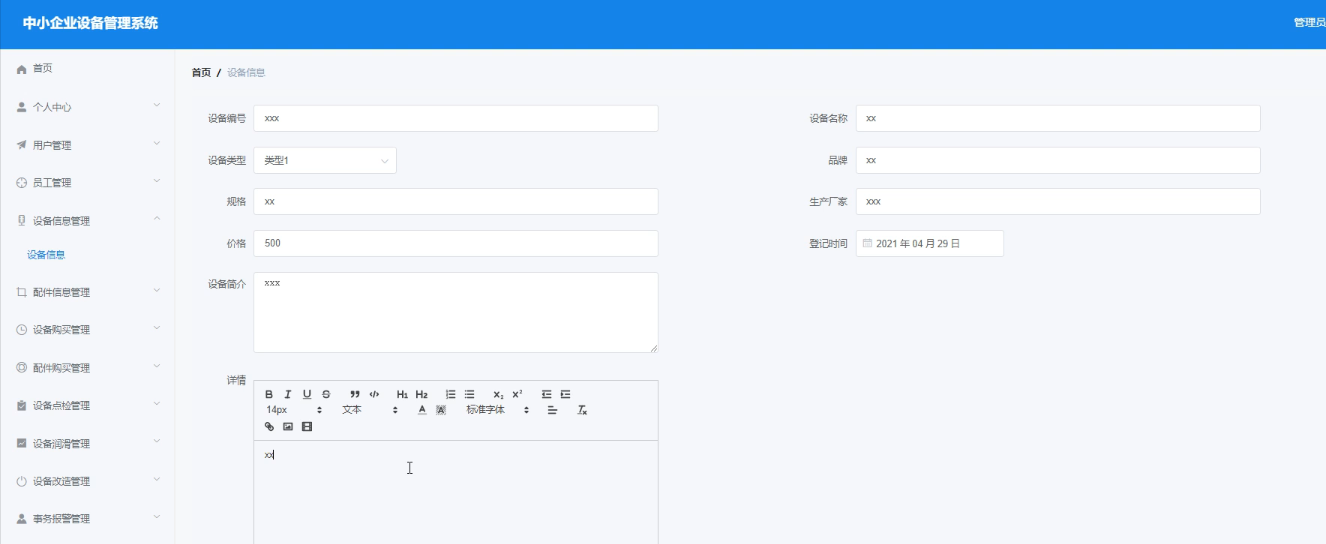 中小企业设备管理系统
管理员
首页
个人中心
用户管理
员工管理
设备信息管理
设备信息
配件信息管理
设备购买管理
配件购买管理
设备点检管理
设备润滑管理
设备改造管理
事务报警管理
首页 / 设备信息
设备编号 xxx
设备名称 xx
设备类型 类型1
品牌 xx
规格 xx
生产厂家 xxx
价格 500
登记时间 2021 年 04 月 29 日
设备简介 xxx
详情
B I U S H1 H2 X2 X2
14px 文本 A A 标准字体 Tx
xx